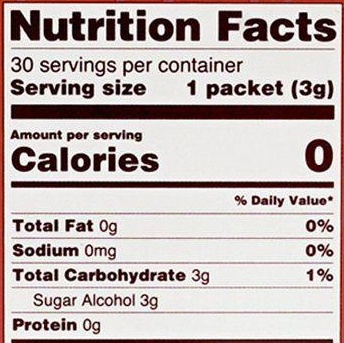 Nutrition Facts
30 servings per container
Serving size 1 packet (3g)
Amount per serving
Calories 0
% Daily Value*
Total Fat 0g 0%
Sodium 0mg 0%
Total Carbohydrate 3g 1%
Sugar Alcohol 3g
Protein 0g